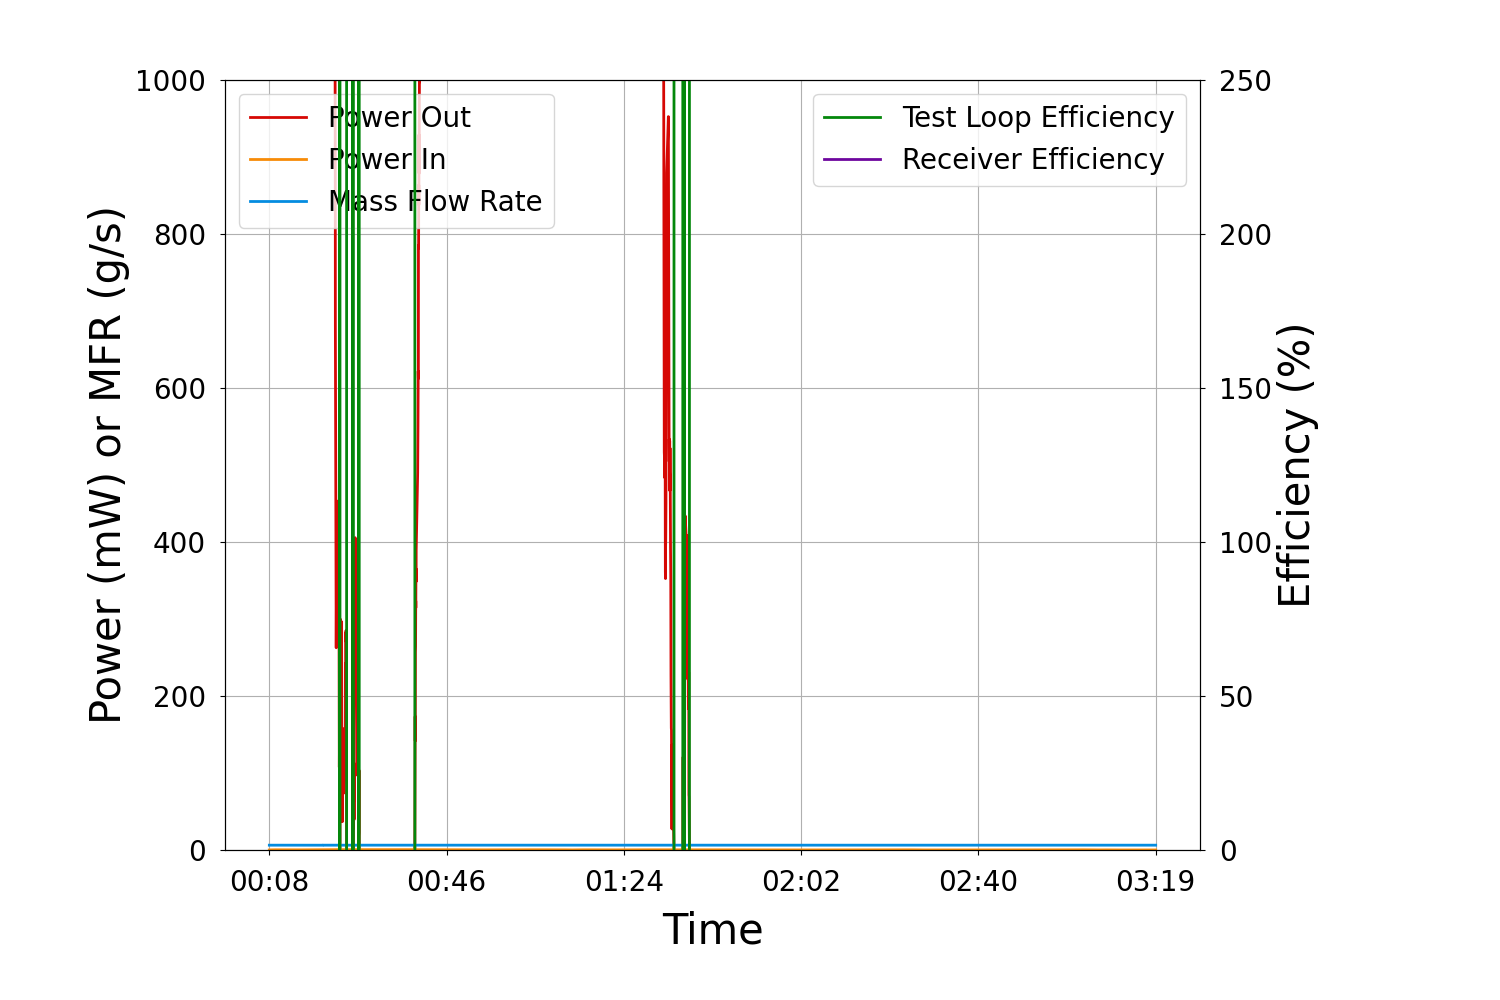 1000
800
600
400
200
0
Power (mW) or MFR (g/s)
Power Out
Power In
Mass Flow Rate
Test Loop Efficiency
Receiver Efficiency
250
200
150
100
50
0
Efficiency (%)
00:08 00:46 01:24 02:02 02:40 03:19
Time